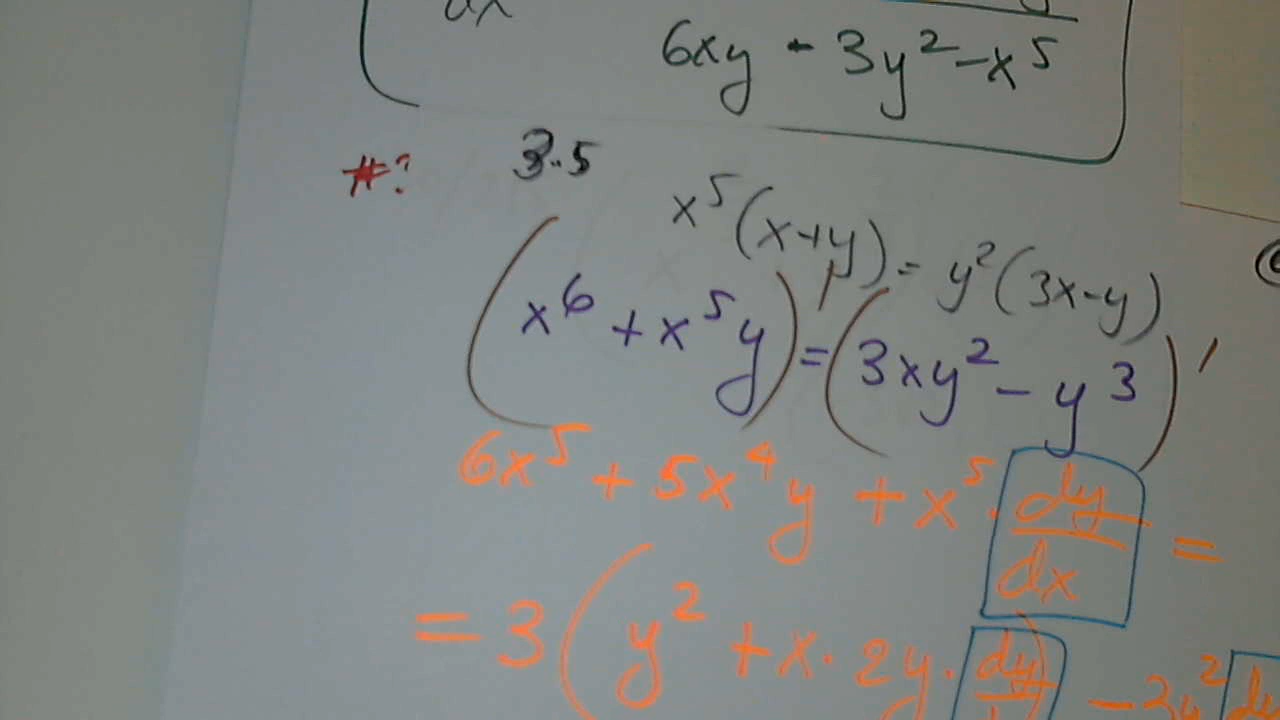 dx
6xy - 3y² - x⁵
#? 3.5
x⁵(x+y) = y²(3x-y)
(x⁶ + x⁵y)' = (3xy² - y³)'
6x⁵ + 5x⁴y + x⁵ · dy/dx =
= 3(y² + x · 2y · dy